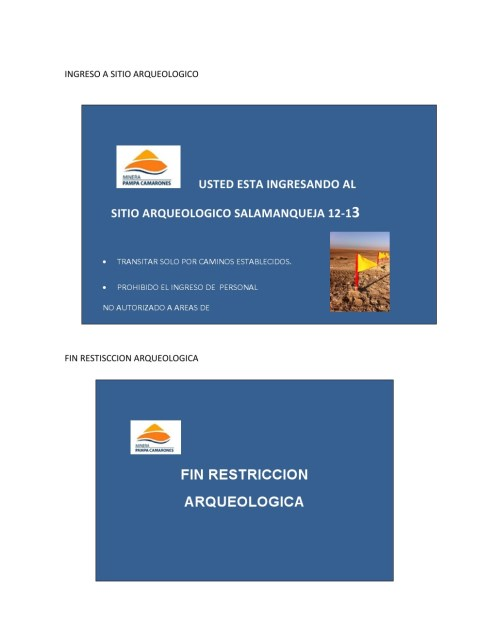 INGRESO A SITIO ARQUEOLOGICO
MINERA
PAMPA CAMARONES
USTED ESTA INGRESANDO AL
SITIO ARQUEOLOGICO SALAMANQUEJA 12-13
• TRANSITAR SOLO POR CAMINOS ESTABLECIDOS.
• PROHIBIDO EL INGRESO DE PERSONAL
NO AUTORIZADO A AREAS DE
FIN RESTISCCION ARQUEOLOGICA
MINERA
PAMPA CAMARONES
FIN RESTRICCION
ARQUEOLOGICA